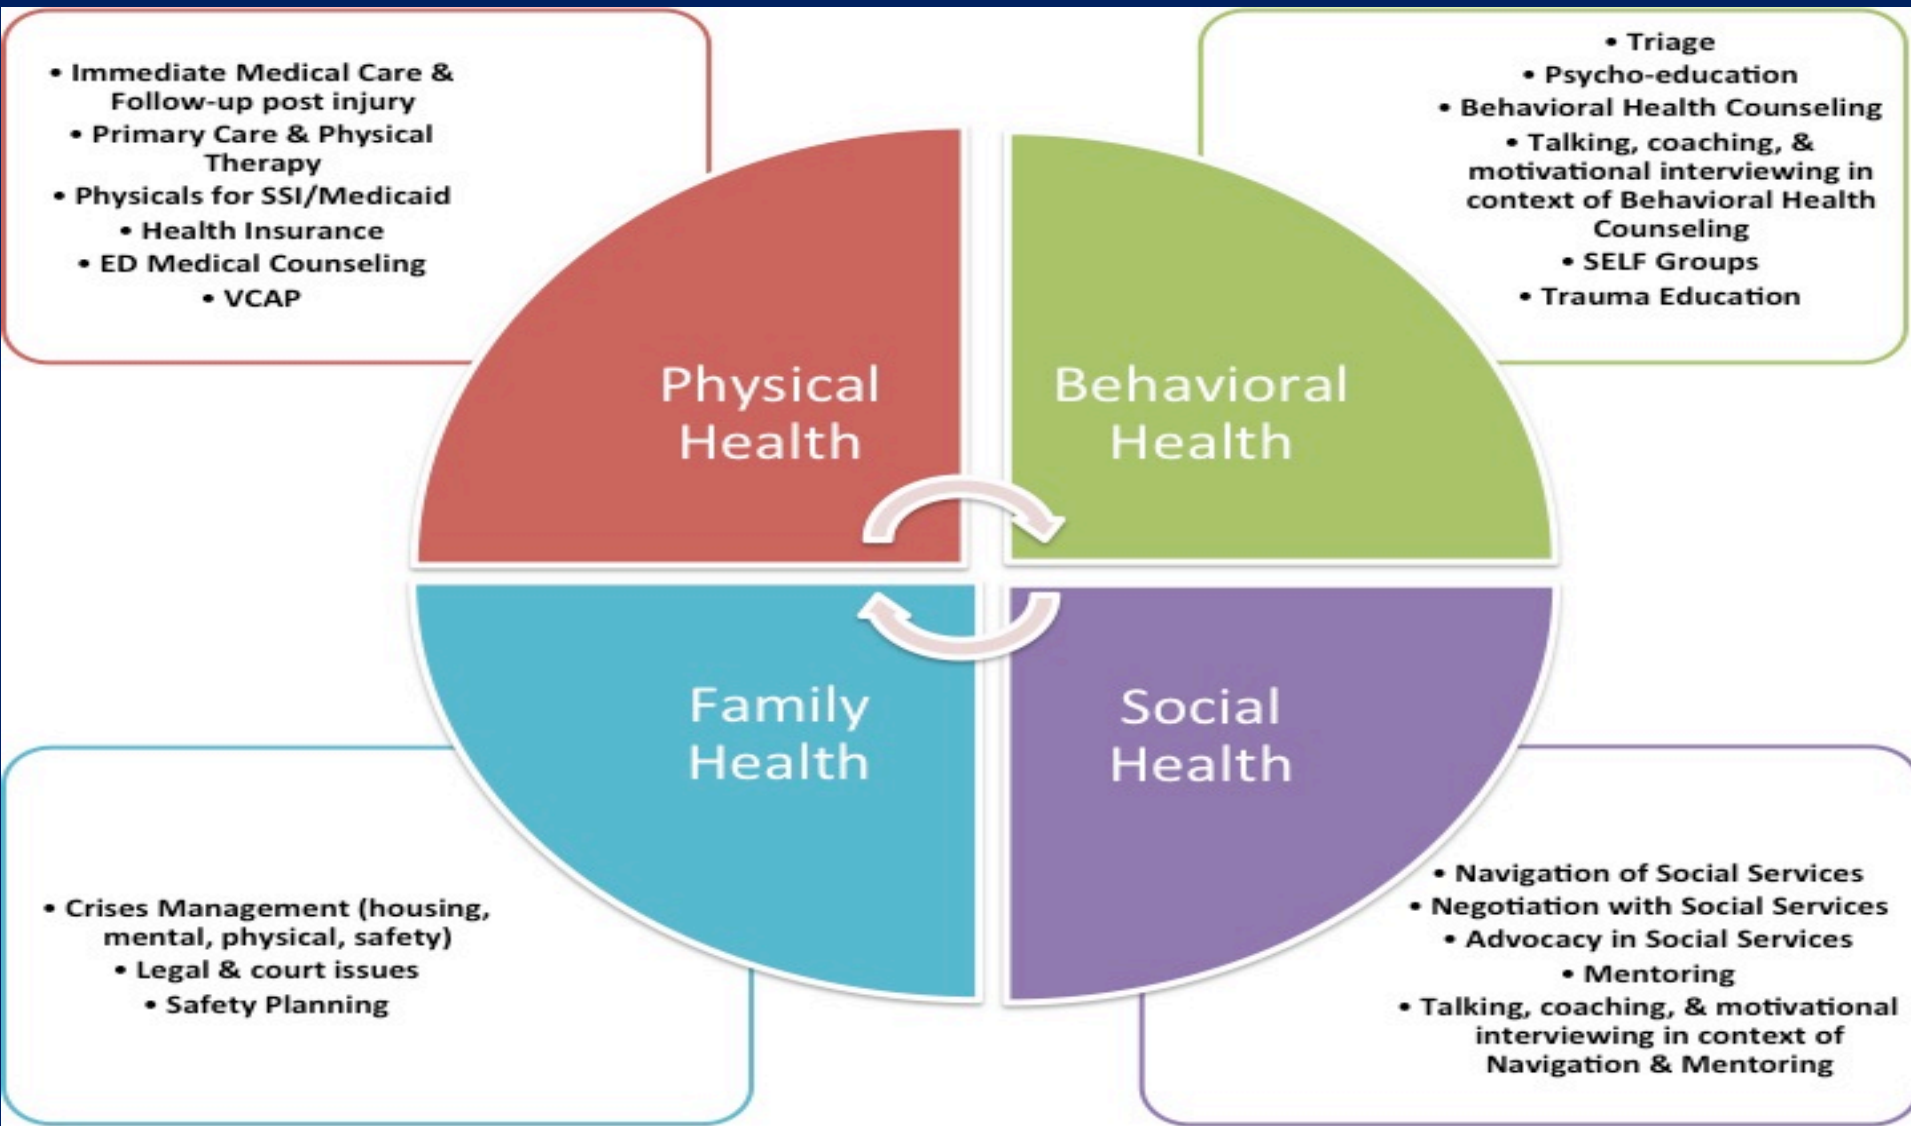 • Immediate Medical Care &
Follow-up post injury
• Primary Care & Physical
Therapy
• Physicals for SSI/Medicaid
• Health Insurance
• ED Medical Counseling
• VCAP
• Triage
• Psycho-education
• Behavioral Health Counseling
• Talking, coaching, &
motivational interviewing in
context of Behavioral Health
Counseling
• SELF Groups
• Trauma Education
Physical
Health
Behavioral
Health
Family
Health
Social
Health
• Crises Management (housing,
mental, physical, safety)
• Legal & court issues
• Safety Planning
• Navigation of Social Services
• Negotiation with Social Services
• Advocacy in Social Services
• Mentoring
• Talking, coaching, & motivational
interviewing in context of
Navigation & Mentoring